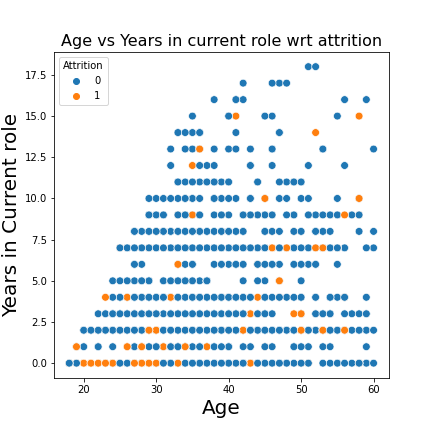 Age vs Years in current role wrt attrition
Attrition
0
1
17.5
15.0
12.5
10.0
7.5
5.0
2.5
0.0
Years in Current role
20 30 40 50 60
Age